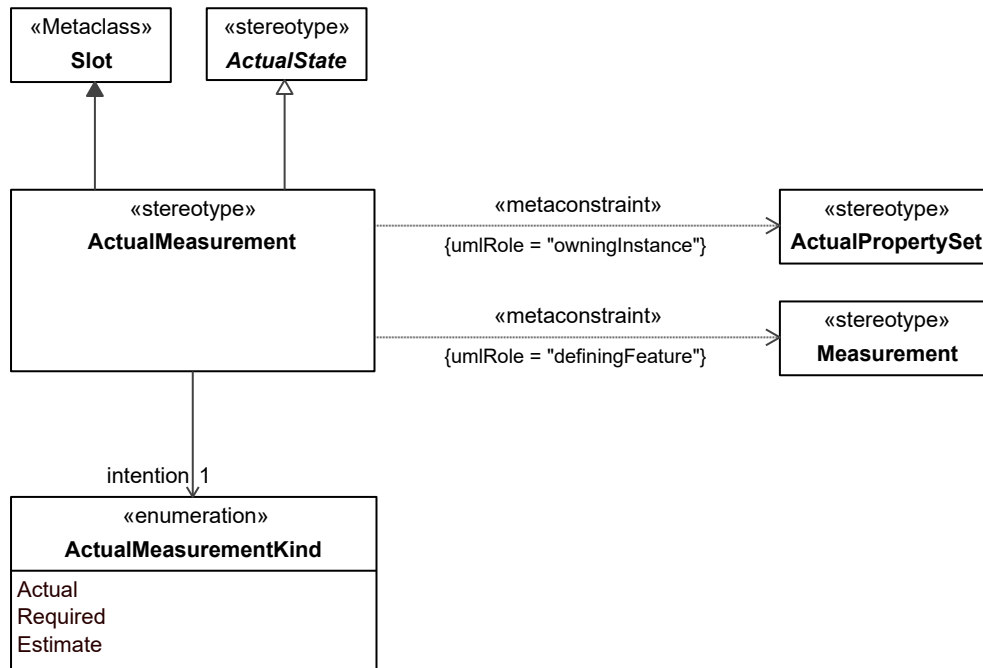 «Metaclass»
Slot
«stereotype»
ActualState
«stereotype»
ActualMeasurement
«metaconstraint»
{umlRole = "owningInstance"}
«stereotype»
ActualPropertySet
«metaconstraint»
{umlRole = "definingFeature"}
«stereotype»
Measurement
intention 1
«enumeration»
ActualMeasurementKind
Actual
Required
Estimate